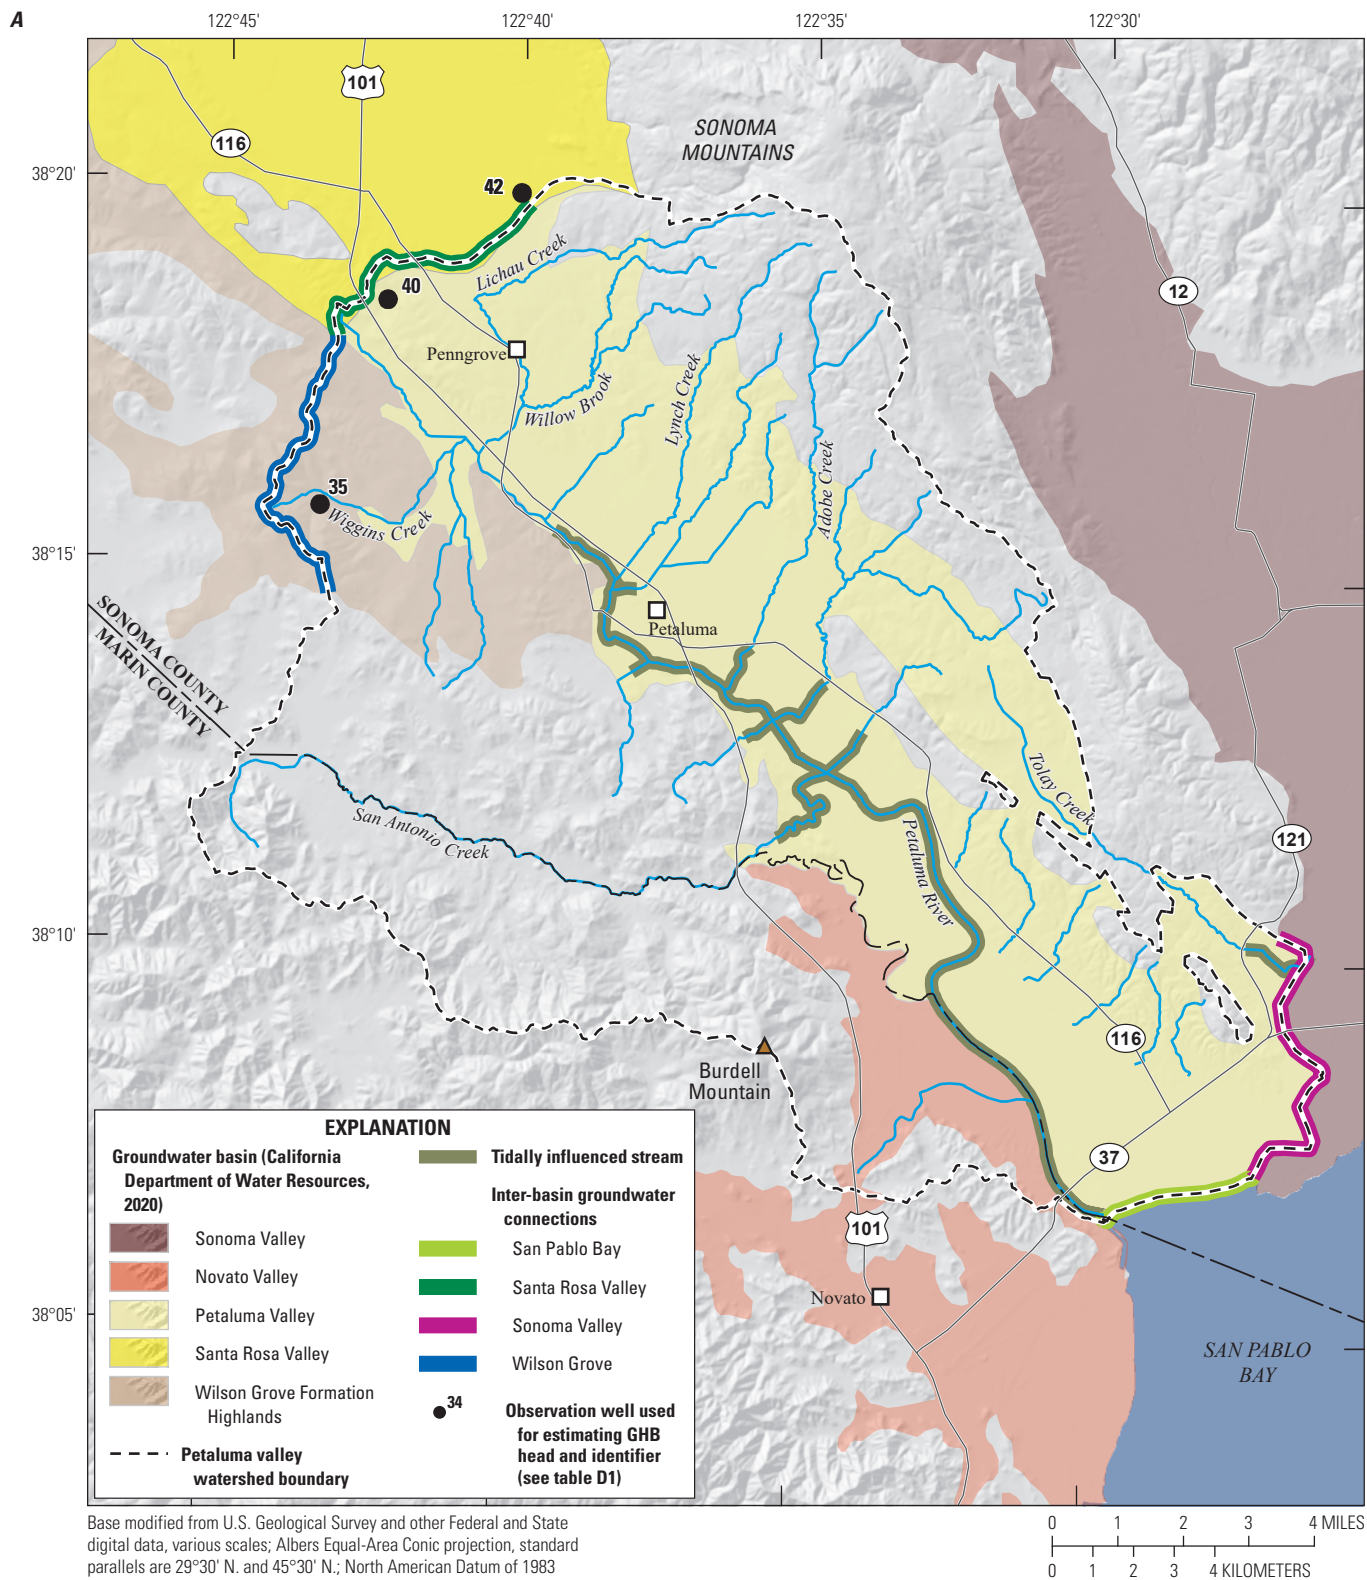 A
122°45'
122°40'
122°35'
122°30'
101
116
SONOMA
MOUNTAINS
38°20'
42
Lichau Creek
40
12
Penngrove
Willow Brook
Lynch Creek
Adobe Creek
35
Wiggins Creek
38°15'
SONOMA COUNTY
MARIN COUNTY
Petaluma
Tolay Creek
San Antonio Creek
Petaluma River
121
38°10'
116
Burdell
Mountain
37
101
Novato
38°05'
SAN PABLO
BAY
EXPLANATION
Groundwater basin (California
Department of Water Resources,
2020)
Sonoma Valley
Novato Valley
Petaluma Valley
Santa Rosa Valley
Wilson Grove Formation
Highlands
Petaluma valley
watershed boundary
Tidally influenced stream
Inter-basin groundwater
connections
San Pablo Bay
Santa Rosa Valley
Sonoma Valley
Wilson Grove
34
Observation well used
for estimating GHB
head and identifier
(see table D1)
Base modified from U.S. Geological Survey and other Federal and State
digital data, various scales; Albers Equal-Area Conic projection, standard
parallels are 29°30' N. and 45°30' N.; North American Datum of 1983
0 1 2 3 4 MILES
0 1 2 3 4 KILOMETERS